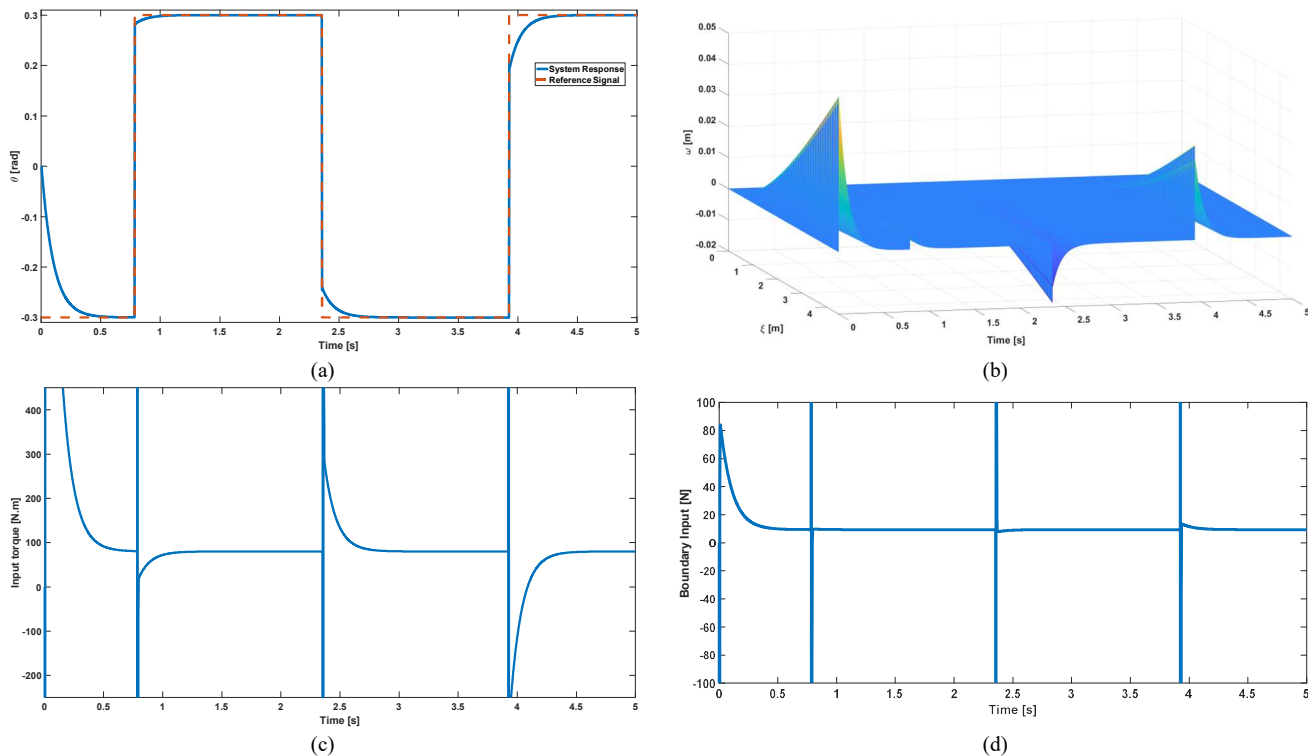 0.3
0.2
0.1
0
-0.1
-0.2
-0.3
θ [rad]
System Response
Reference Signal
0 0.5 1 1.5 2 2.5 3 3.5 4 4.5 5
Time [s]
(a)
0.05
0.04
0.03
0.02
0.01
0
-0.01
-0.02
ω [m]
0 1 2 3 4
ξ [m]
0 0.5 1 1.5 2 2.5 3 3.5 4 4.5 5
Time [s]
(b)
400
300
200
100
0
-100
-200
Input torque [N.m]
0 0.5 1 1.5 2 2.5 3 3.5 4 4.5 5
Time [s]
(c)
100
80
60
40
20
0
-20
-40
-60
-80
-100
Boundary Input [N]
0 0.5 1 1.5 2 2.5 3 3.5 4 4.5 5
Time [s]
(d)